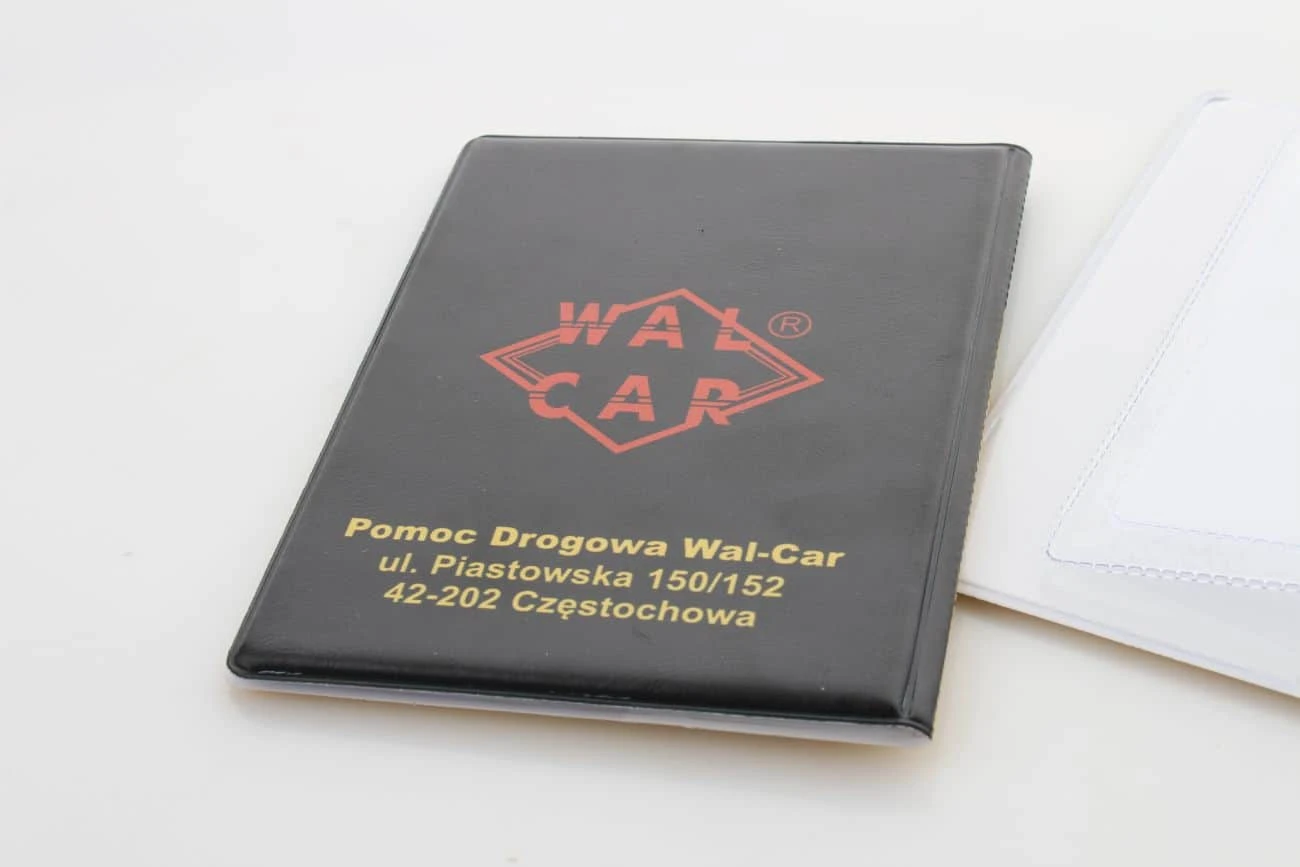 WAL ®
CAR
Pomoc Drogowa Wal-Car
ul. Piastowska 150/152
42-202 Częstochowa